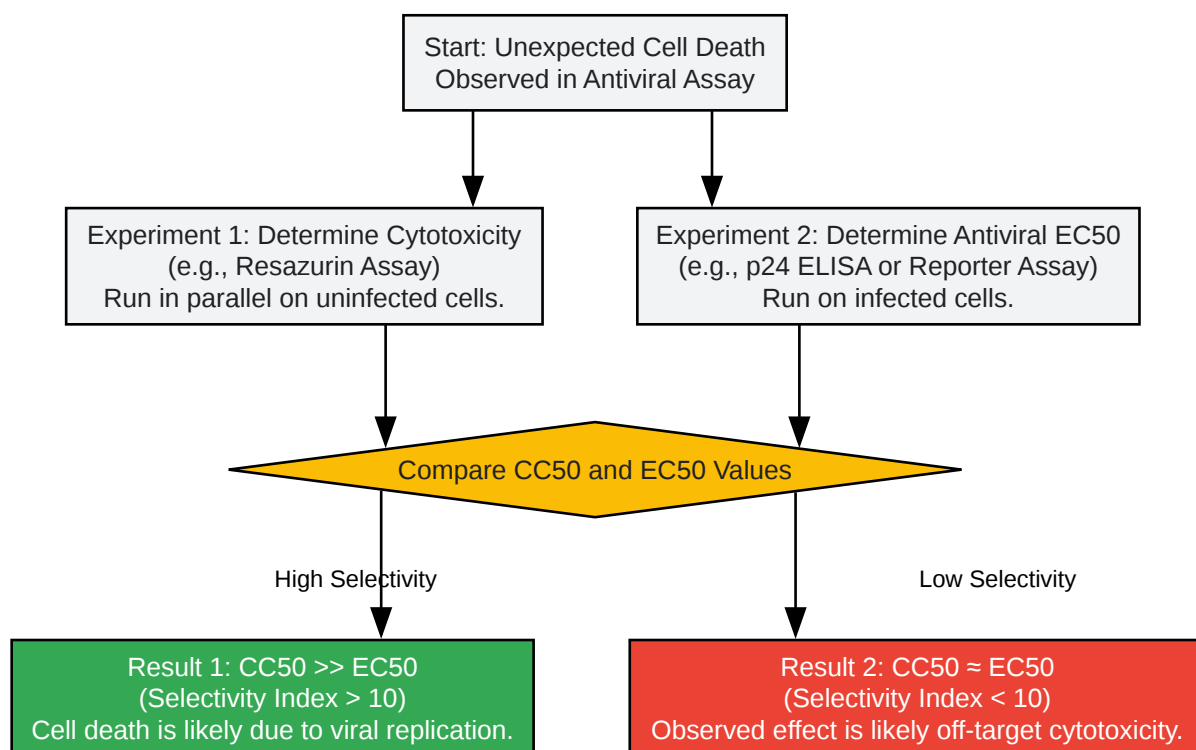 Start: Unexpected Cell Death
Observed in Antiviral Assay
Experiment 1: Determine Cytotoxicity
(e.g., Resazurin Assay)
Run in parallel on uninfected cells.
Experiment 2: Determine Antiviral EC50
(e.g., p24 ELISA or Reporter Assay)
Run on infected cells.
Compare CC50 and EC50 Values
High Selectivity
Low Selectivity
Result 1: CC50 >> EC50
(Selectivity Index > 10)
Cell death is likely due to viral replication.
Result 2: CC50 ≈ EC50
(Selectivity Index < 10)
Observed effect is likely off-target cytotoxicity.